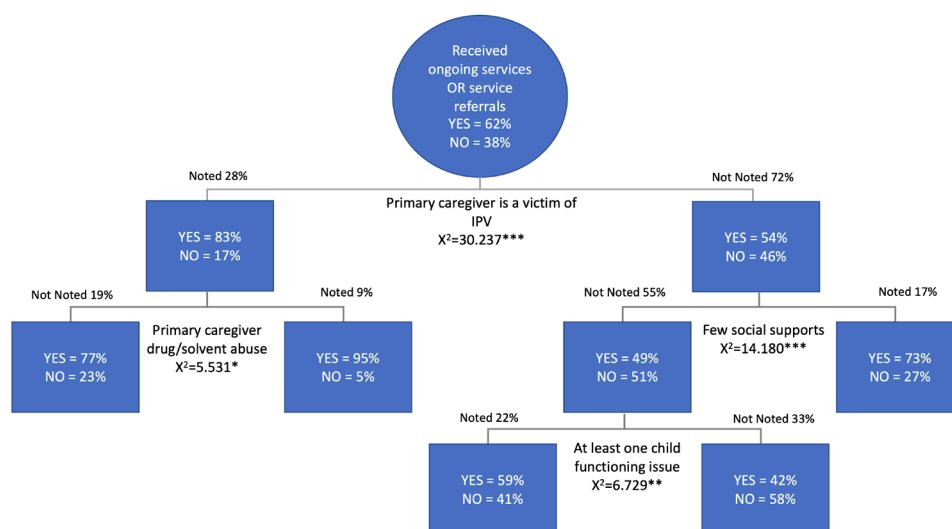 Received
ongoing services
OR service
referrals
YES = 62%
NO = 38%
Noted 28%
Not Noted 72%
Primary caregiver is a victim of
IPV
X²=30.237***
YES = 83%
NO = 17%
YES = 54%
NO = 46%
Not Noted 19%
Noted 9%
Not Noted 55%
Noted 17%
Primary caregiver
drug/solvent abuse
X²=5.531*
Few social supports
X²=14.180***
YES = 77%
NO = 23%
YES = 95%
NO = 5%
YES = 49%
NO = 51%
YES = 73%
NO = 27%
Noted 22%
Not Noted 33%
At least one child
functioning issue
X²=6.729**
YES = 59%
NO = 41%
YES = 42%
NO = 58%